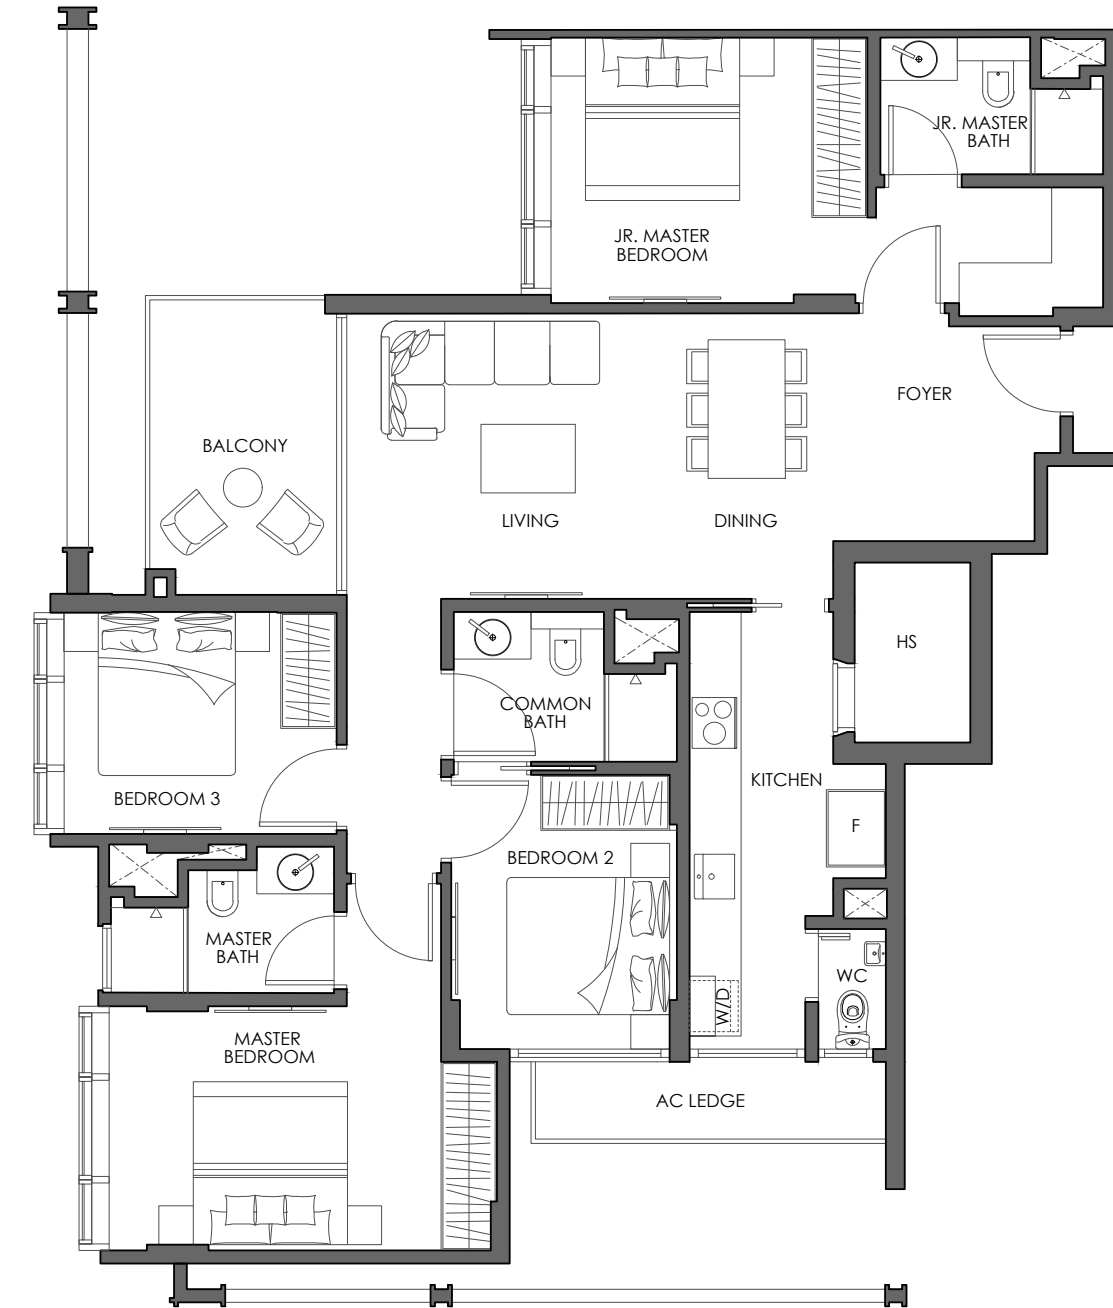 JR. MASTER
BATH
JR. MASTER
BEDROOM
FOYER
BALCONY
LIVING
DINING
HS
COMMON
BATH
KITCHEN
BEDROOM 3
F
BEDROOM 2
MASTER
BATH
WC
W/D
MASTER
BEDROOM
AC LEDGE